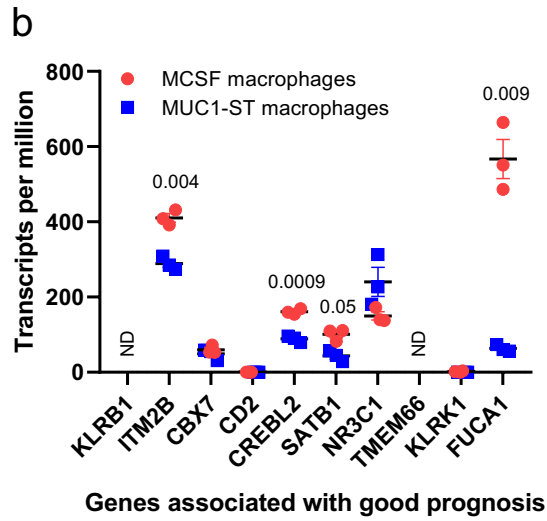 b
800
600
400
200
0
Transcripts per million
MCSF macrophages
MUC1-ST macrophages
ND
0.004
0.0009
0.05
ND
0.009
KLRB1
ITM2B
CBX7
CD2
CREBL2
SATB1
NR3C1
TMEM66
KLRK1
FUCA1
Genes associated with good prognosis